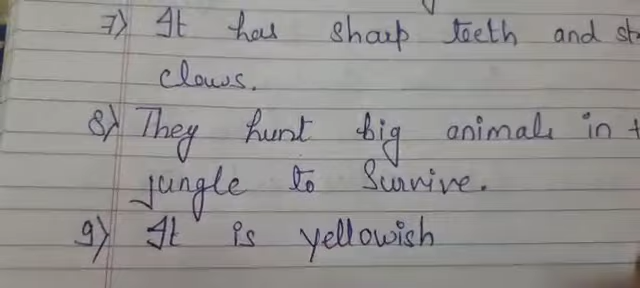 7) It has sharp teeth and
claws.
8) They hunt big animals in
jungle to survive.
9) It is yellowish